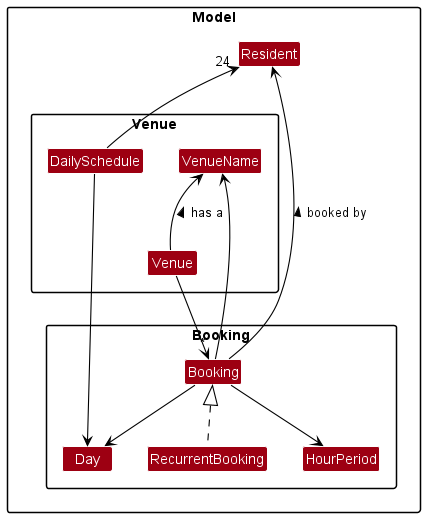 Model
Resident
24
Venue
DailySchedule
VenueName
has a
booked by
Venue
Booking
Booking
Day
RecurrentBooking
HourPeriod